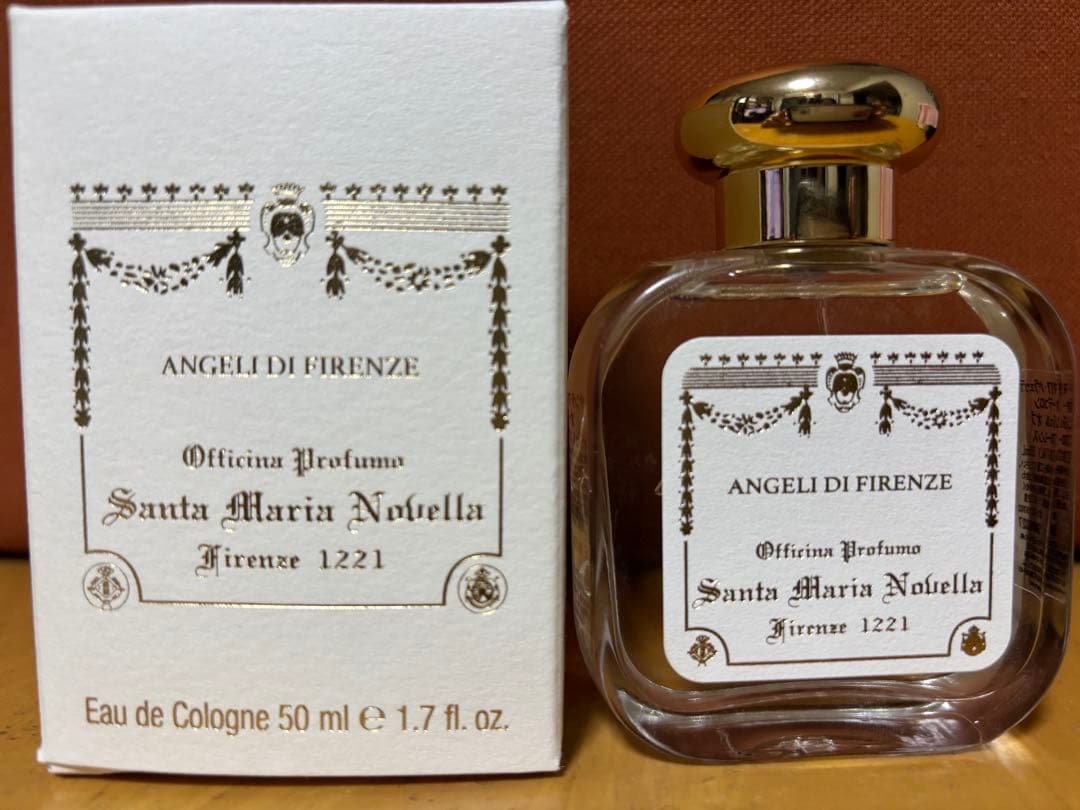 ANGELI DI FIRENZE
Officina Profumo
Santa Maria Novella
Firenze 1221
Eau de Cologne 50 ml ℮ 1.7 fl. oz.
ANGELI DI FIRENZE
Officina Profumo
Santa Maria Novella
Firenze 1221